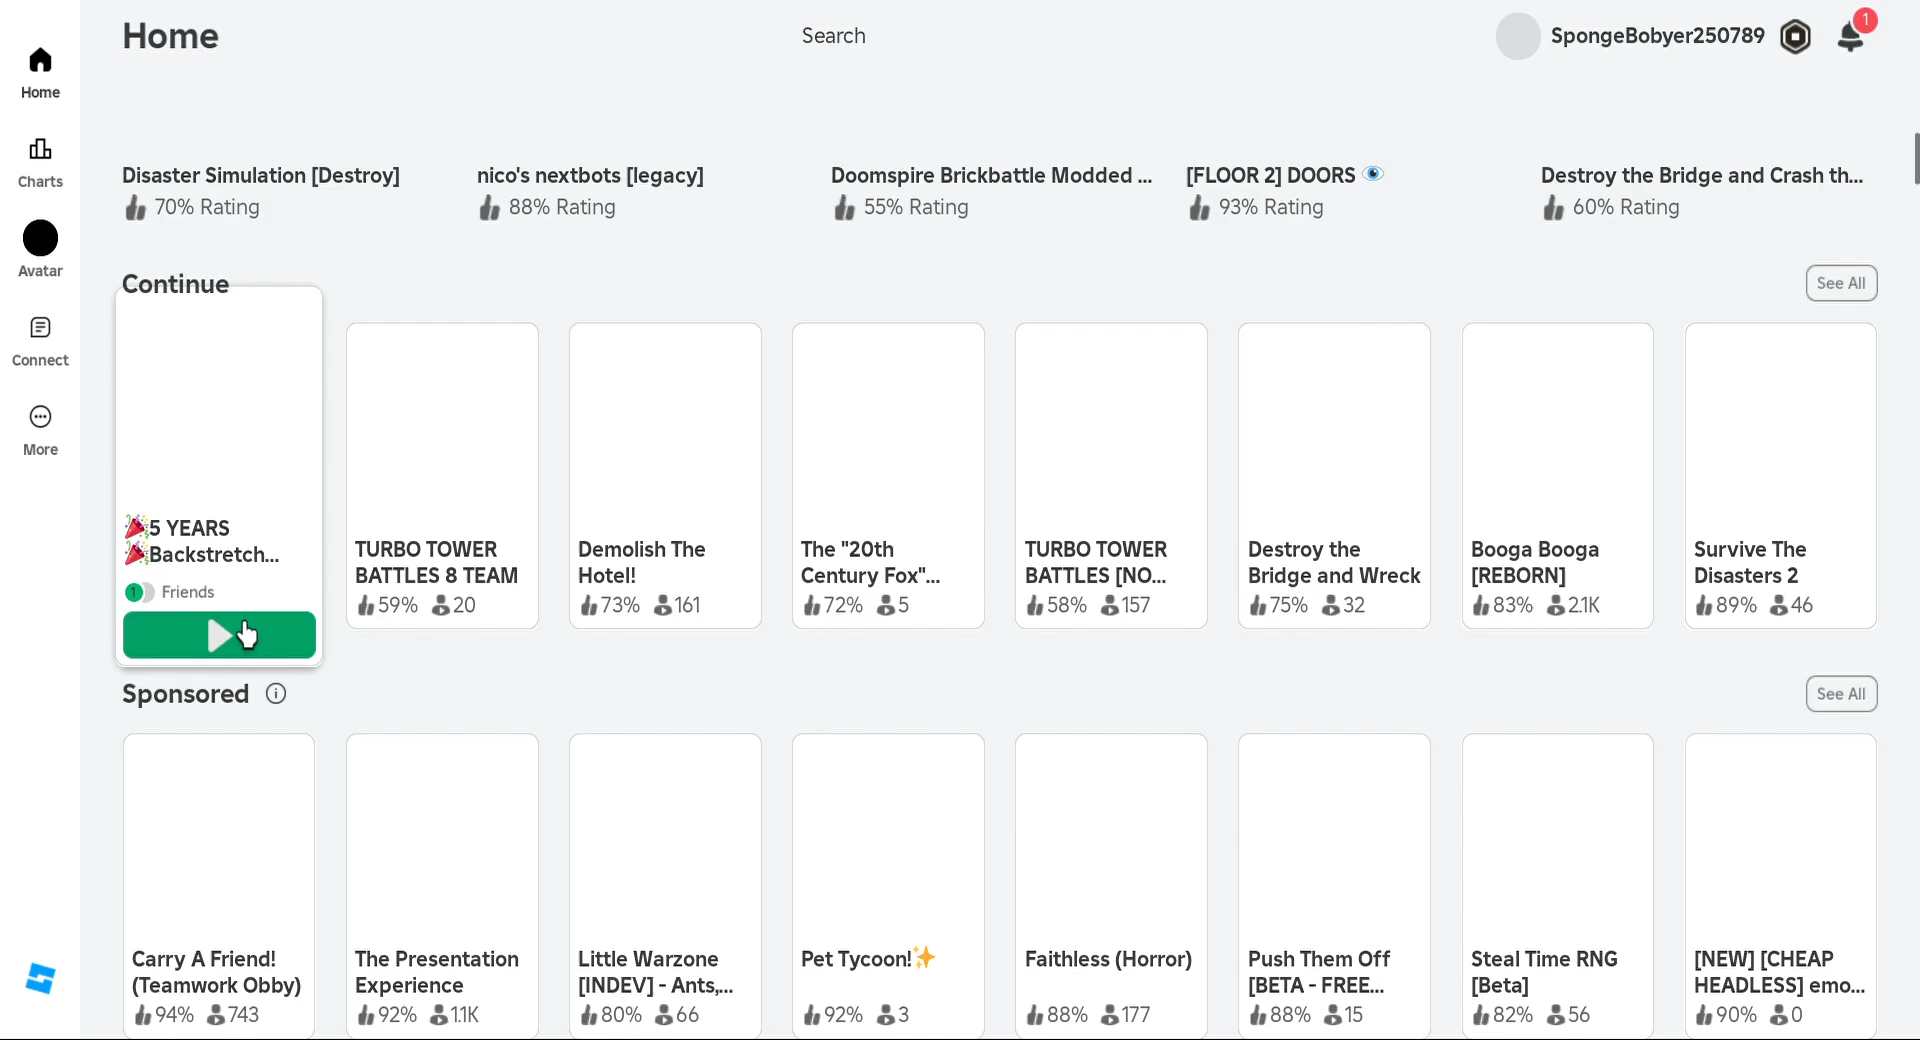 Home
Search
SpongeBobyer250789
1
Home
Charts
Avatar
Connect
More
Disaster Simulation [Destroy]
70% Rating
nico's nextbots [legacy]
88% Rating
Doomspire Brickbattle Modded ...
55% Rating
[FLOOR 2] DOORS 👁️
93% Rating
Destroy the Bridge and Crash th...
60% Rating
Continue
See All
🎉5 YEARS
🎉Backstretch...
1 Friends
TURBO TOWER
BATTLES 8 TEAM
59% 20
Demolish The
Hotel!
73% 161
The "20th
Century Fox"...
72% 5
TURBO TOWER
BATTLES [NO...
58% 157
Destroy the
Bridge and Wreck
75% 32
Booga Booga
[REBORN]
83% 2.1K
Survive The
Disasters 2
89% 46
Sponsored
See All
Carry A Friend!
(Teamwork Obby)
94% 743
The Presentation
Experience
92% 1.1K
Little Warzone
[INDEV] - Ants,...
80% 66
Pet Tycoon!✨
92% 3
Faithless (Horror)
88% 177
Push Them Off
[BETA - FREE...
88% 15
Steal Time RNG
[Beta]
82% 56
[NEW] [CHEAP
HEADLESS] emo...
90% 0